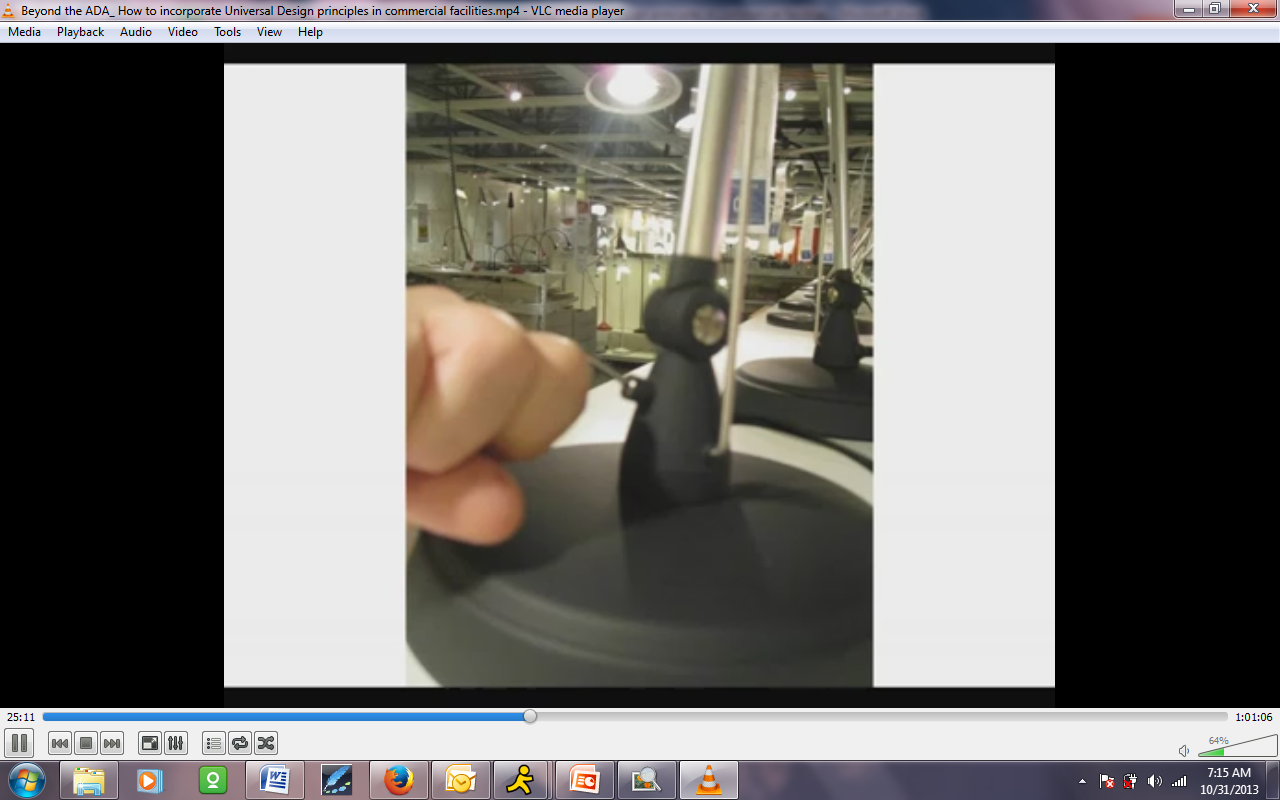 Beyond the ADA_ How to incorporate Universal Design principles in commercial facilities.mp4 - VLC media player
Media Playback Audio Video Tools View Help
25:11
1:01:06
64%
7:15 AM
10/31/2013